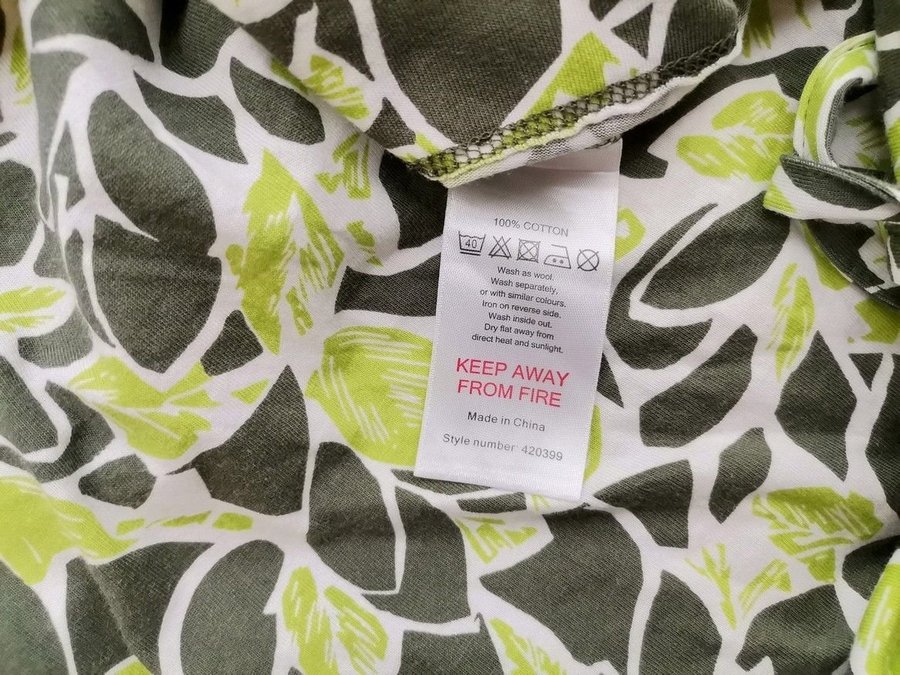 100% COTTON
40
Wash as wool.
Wash separately,
or with similar colours.
Iron on reverse side.
Wash inside out.
Dry flat away from
direct heat and sunlight.
KEEP AWAY
FROM FIRE
Made in China
Style number: 420399